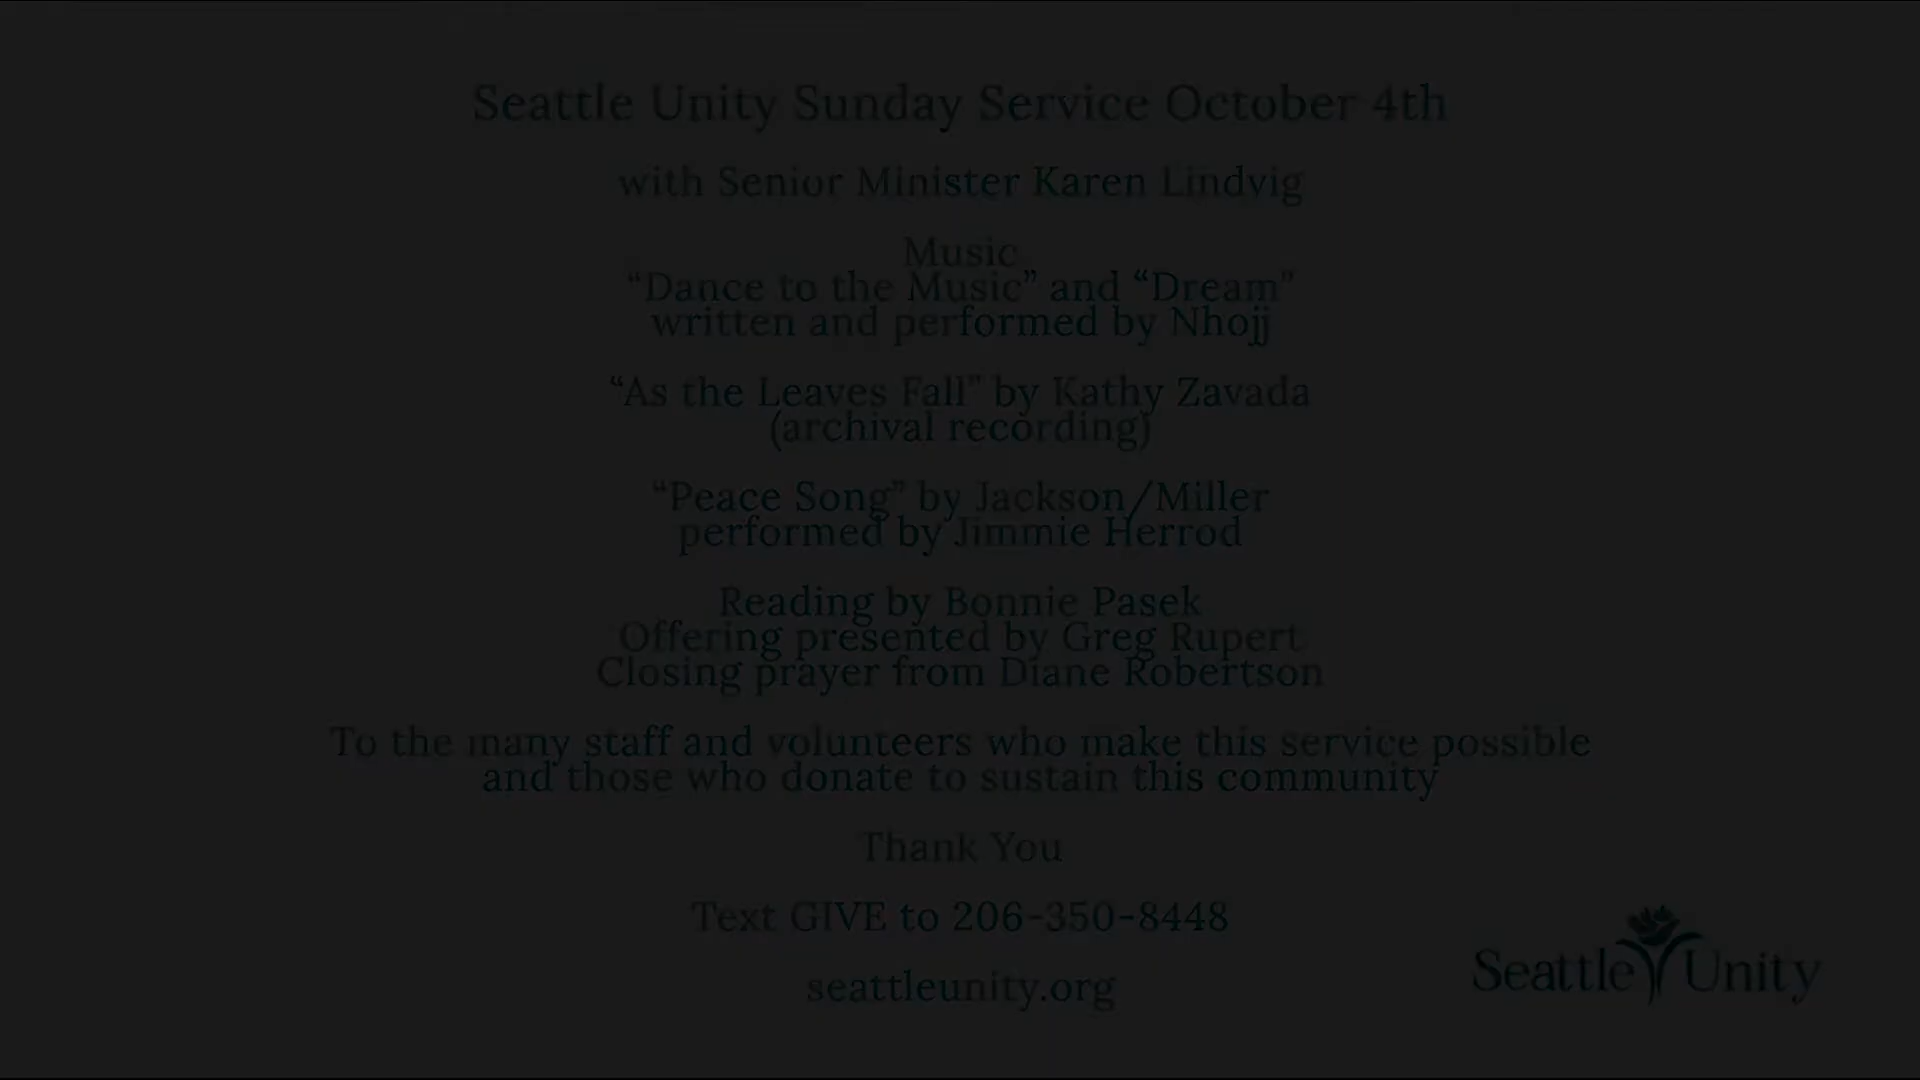 Seattle Unity Sunday Service October 4th
with Senior Minister Karen Lindvig
Music
“Dance to the Music” and “Dream”
written and performed by Nhojj
“As the Leaves Fall” by Kathy Zavada
(archival recording)
“Peace Song” by Jackson/Miller
performed by Jimmie Herrod
Reading by Bonnie Pasek
Offering presented by Greg Rupert
Closing prayer from Diane Robertson
To the many staff and volunteers who make this service possible
and those who donate to sustain this community
Thank You
Text GIVE to 206-350-8448
seattleunity.org
Seattle Unity